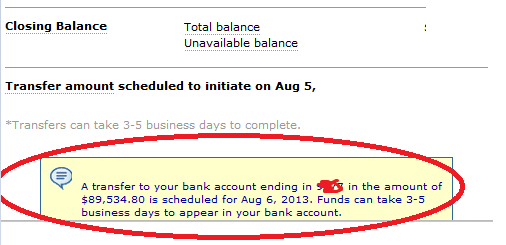 Closing Balance
Total balance
Unavailable balance
Transfer amount scheduled to initiate on Aug 5,
*Transfers can take 3-5 business days to complete.
A transfer to your bank account ending in in the amount of
$89,534.80 is scheduled for Aug 6, 2013. Funds can take 3-5
business days to appear in your bank account.